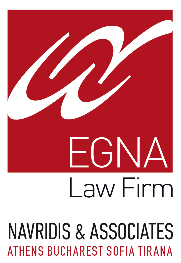 EGNA
Law Firm
NAVRIDIS & ASSOCIATES
ATHENS BUCHAREST SOFIA TIRANA